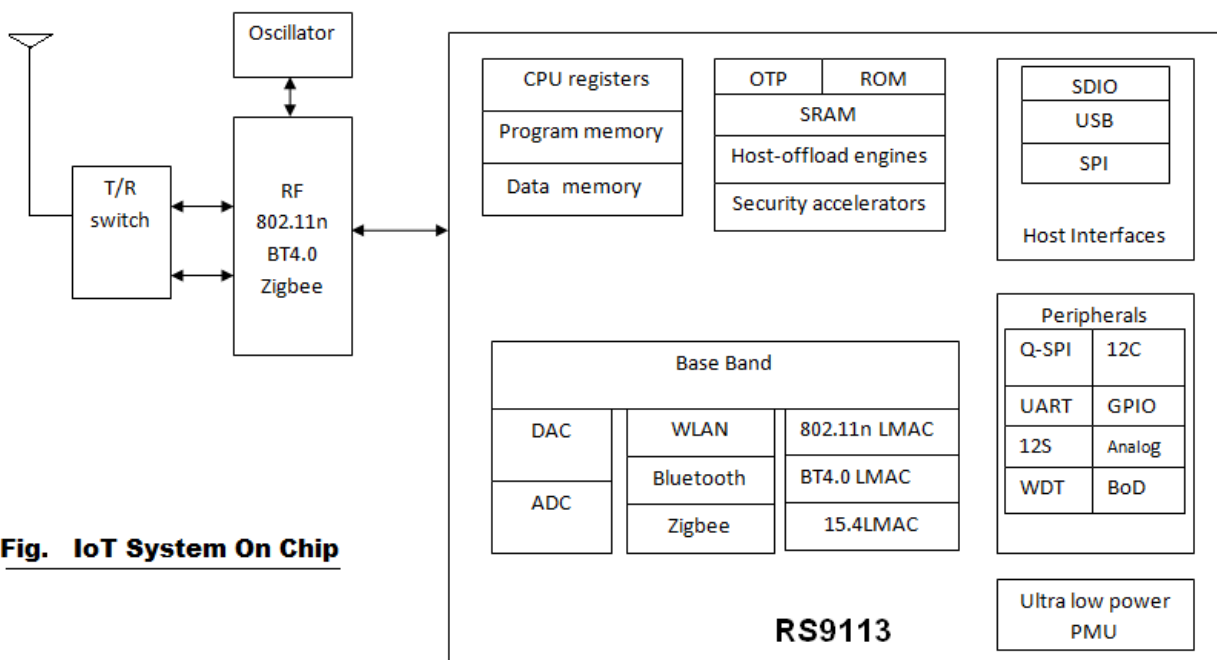 Oscillator
T/R
switch
RF
802.11n
BT4.0
Zigbee
CPU registers
Program memory
Data memory
OTP
ROM
SRAM
Host-offload engines
Security accelerators
SDIO
USB
SPI
Host Interfaces
Base Band
DAC
ADC
WLAN
Bluetooth
Zigbee
802.11n LMAC
BT4.0 LMAC
15.4LMAC
Peripherals
Q-SPI
12C
UART
GPIO
12S
Analog
WDT
BoD
Ultra low power
PMU
RS9113
Fig. IoT System On Chip